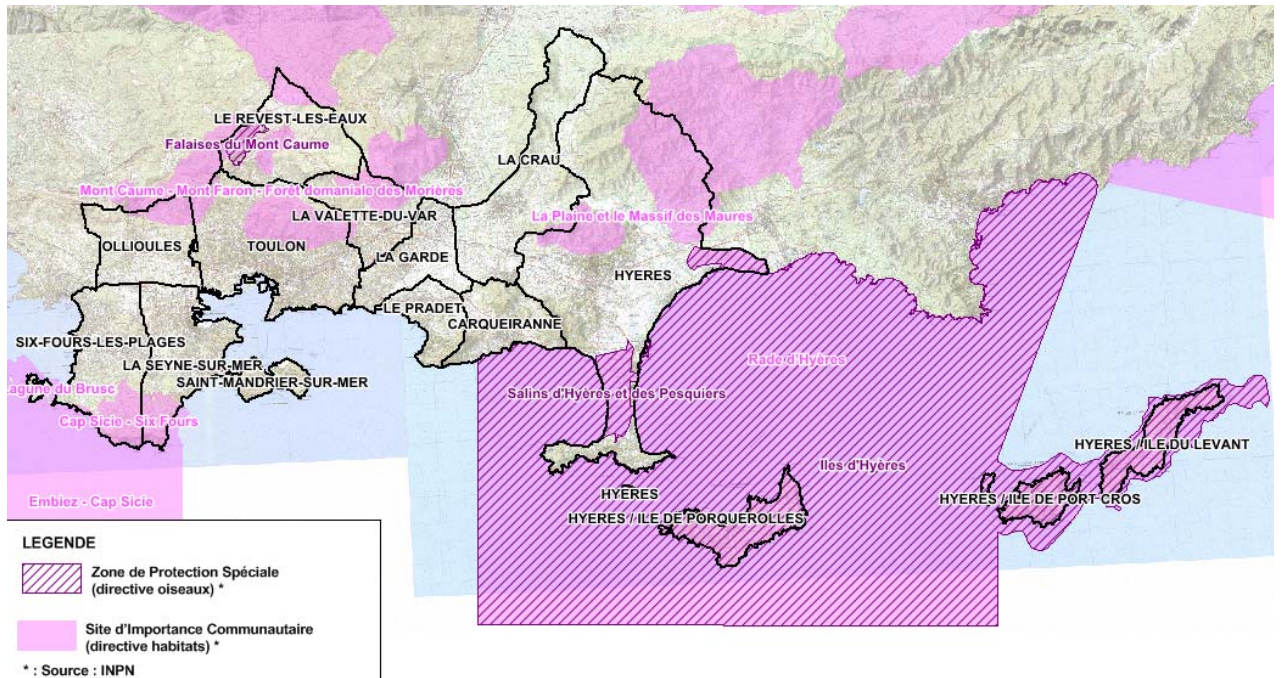 LE REVEST-LES-EAUX
Falaises du Mont Caume
LA CRAU
Mont Caume - Mont Faron - Forêt domaniale des Morières
LA VALETTE-DU-VAR
La Plaine et le Massif des Maures
OLLIOULES
TOULON
LA GARDE
HYERES
LE PRADET
CARQUEIRANNE
SIX-FOURS-LES-PLAGES
LA SEYNE-SUR-MER
Rade d'Hyères
SAINT-MANDRIER-SUR-MER
Lagune du Brusc
Salins d'Hyères et des Pesquiers
Cap Sicie - Six Fours
HYERES / ILE DU LEVANT
Iles d'Hyères
HYERES
HYERES / ILE DE PORT CROS
Embiez - Cap Sicie
HYERES / ILE DE PORQUEROLLES
LEGENDE
Zone de Protection Spéciale
(directive oiseaux) *
Site d'Importance Communautaire
(directive habitats) *
* : Source : INPN